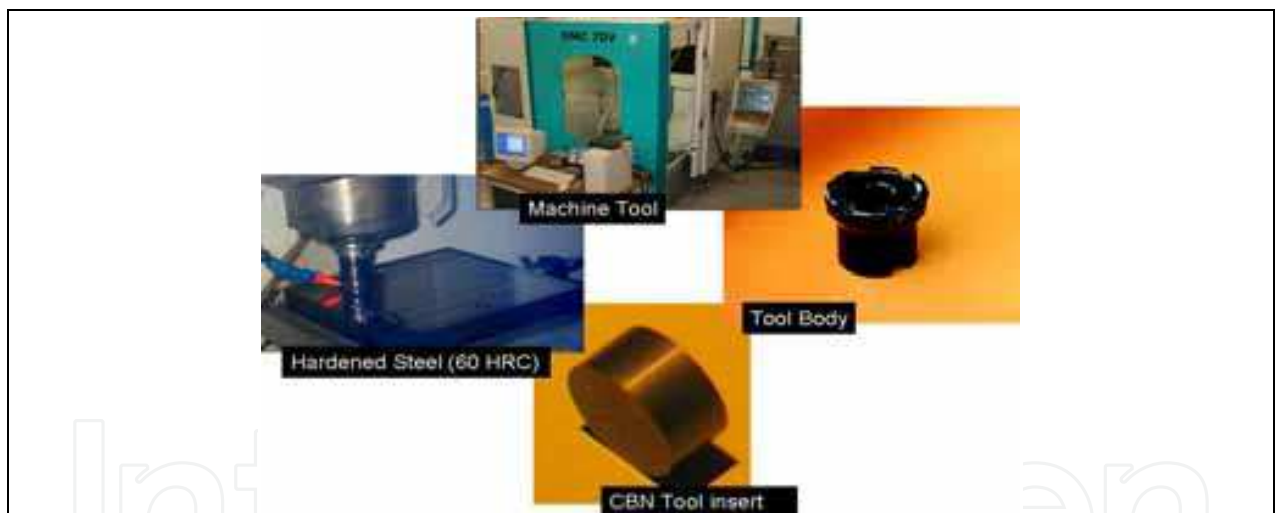 DMC 70V
Machine Tool
Tool Body
Hardened Steel (60 HRC)
CBN Tool insert